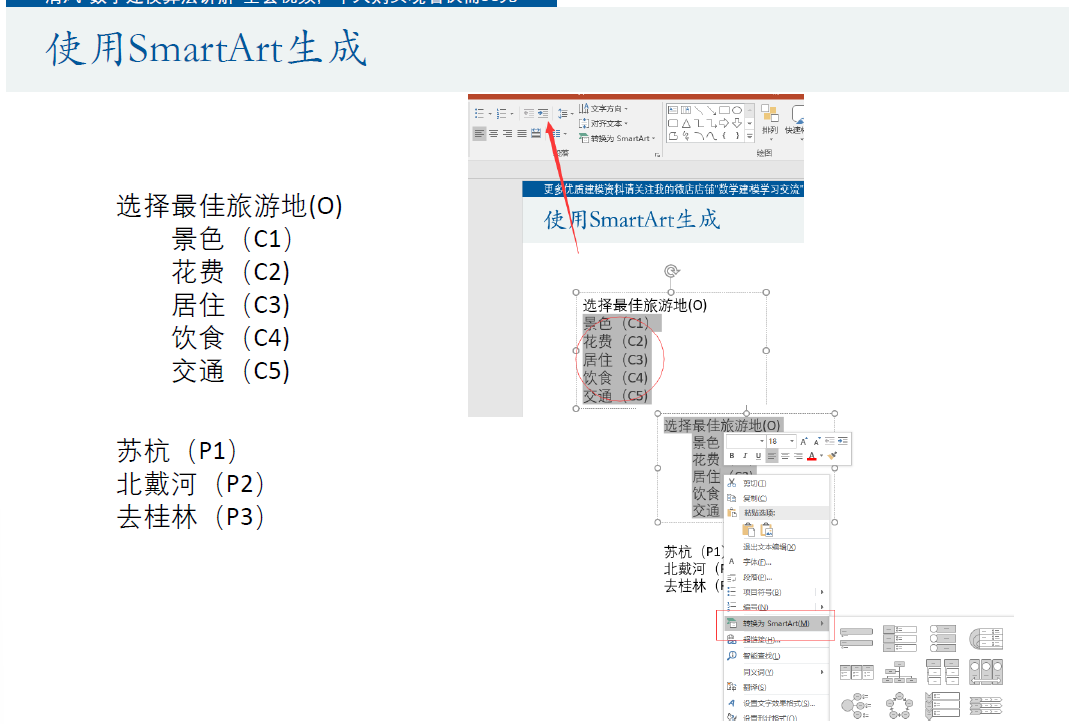 使用SmartArt生成
选择最佳旅游地(O)
景色（C1）
花费（C2)
居住（C3)
饮食（C4)
交通（C5)
苏杭（P1）
北戴河（P2）
去桂林（P3）
文字方向
对齐文本
转换为 SmartArt
排列
绘图
更多优质建模资料请关注我的微店店铺"数学建模学习交流"
使用SmartArt生成
选择最佳旅游地(O)
景色（C1）
花费（C2)
居住（C3)
饮食（C4)
交通（C5)
选择最佳旅游地(O)
18
景色
花费
B I U
居住
饮食
交通
剪切(T)
复制(C)
粘贴选项:
退出文本编辑(X)
苏杭（P1)
北戴河
去桂林
字体(F)...
段落(P)...
项目符号(B)
编号(N)
转换为 SmartArt(M)
超链接(H)...
智能查找(L)
同义词(Y)
翻译(S)
设置文字效果格式(S)...
设置形状格式(O)...